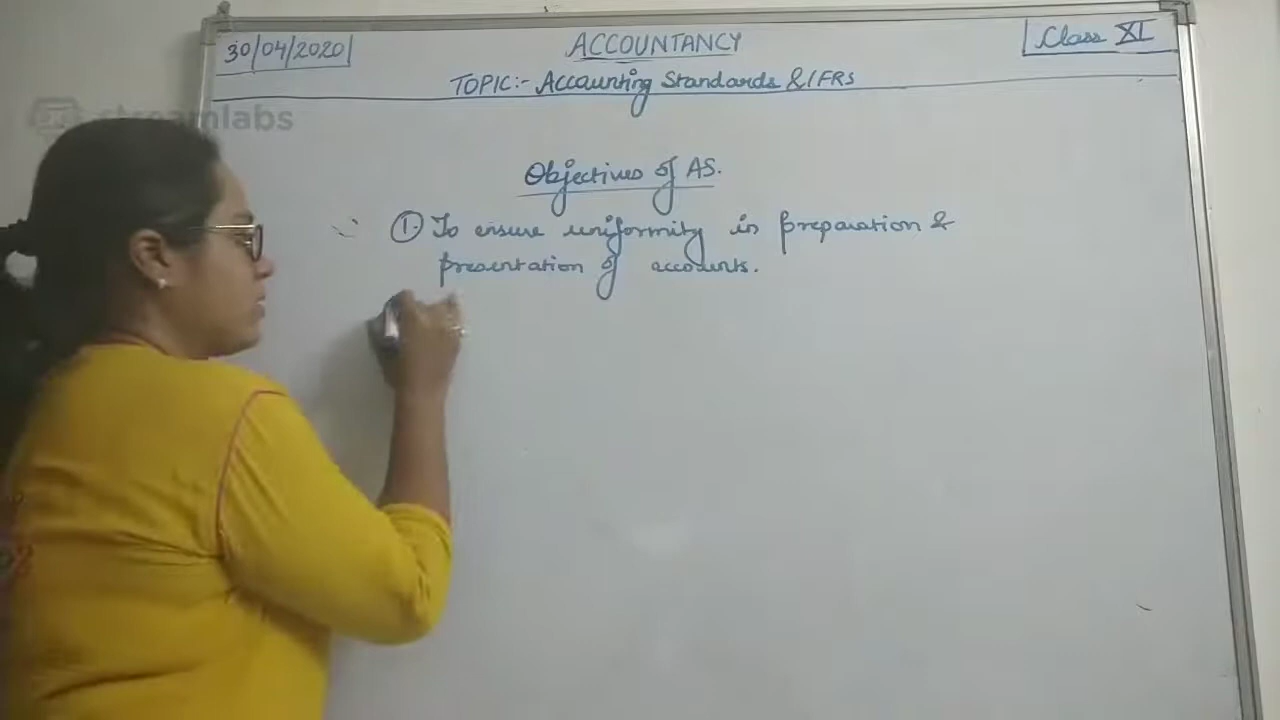 30/04/2020
ACCOUNTANCY
Class XI
TOPIC:- Accounting Standards & IFRS
streamlabs
Objectives of AS.
1. To ensure uniformity in preparation &
presentation of accounts.